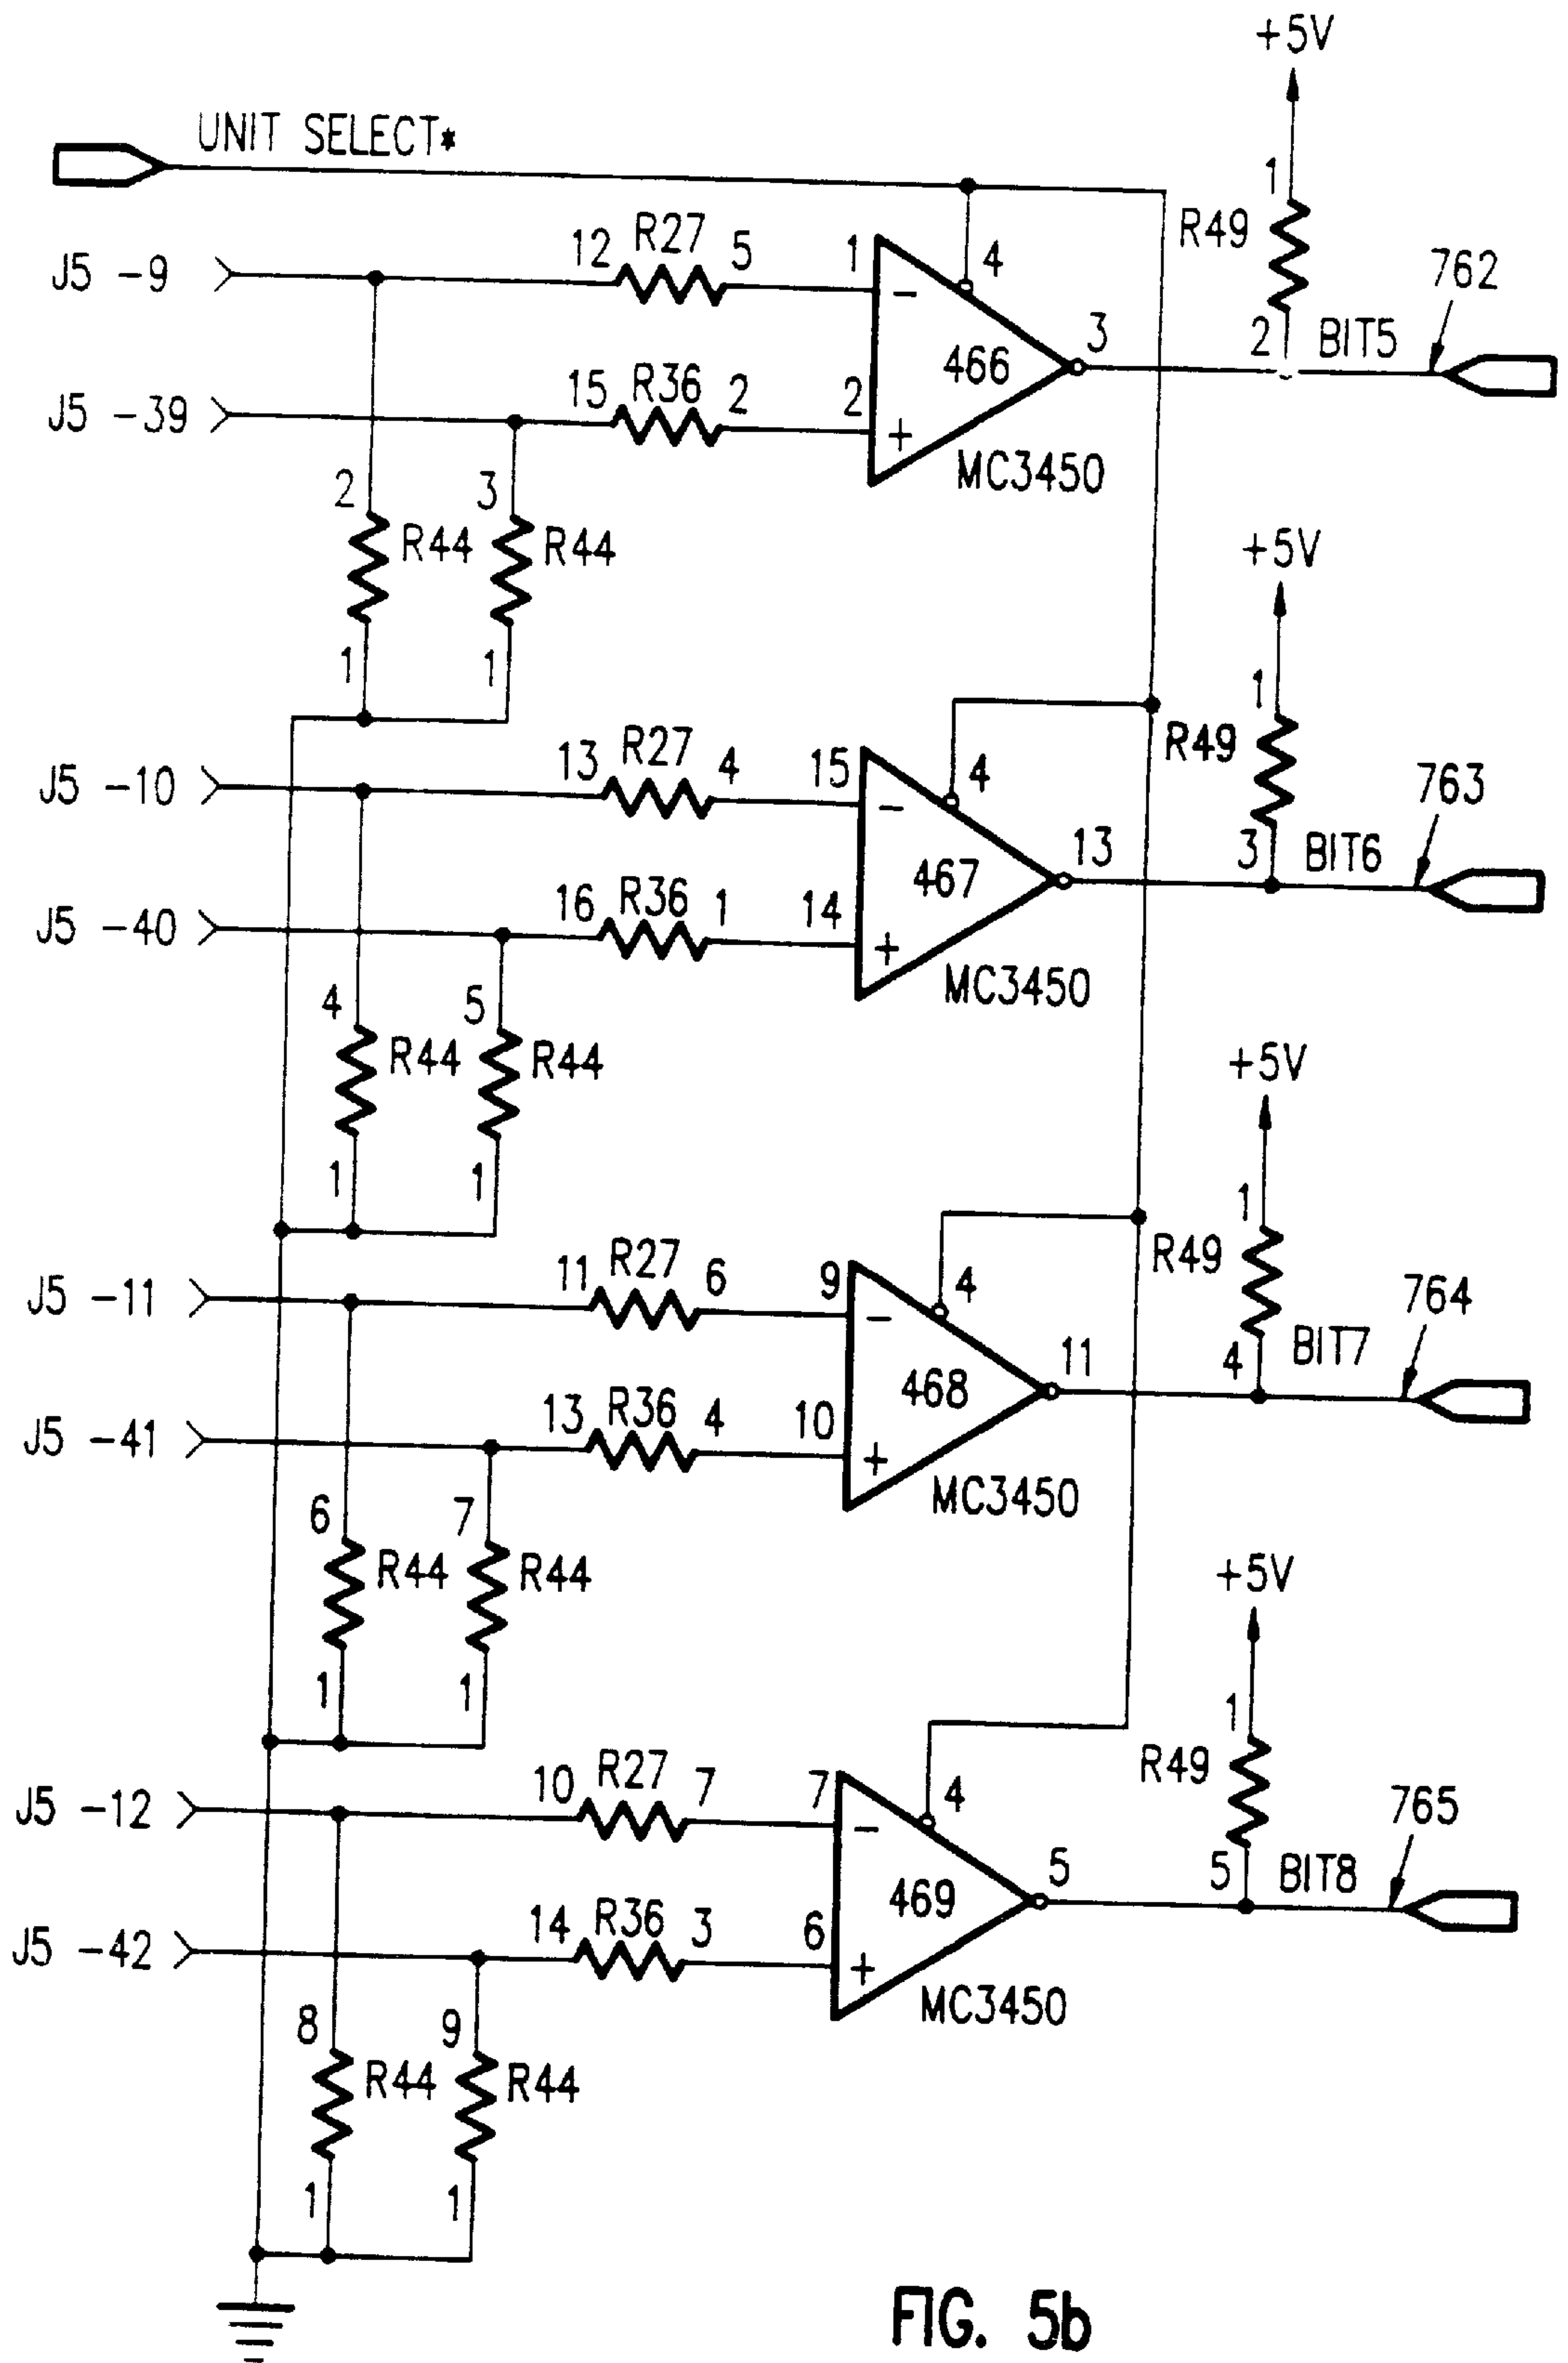 +5V
UNIT SELECT*
1
R49
J5 -9
12 R27 5
1
-
4
762
466
3
2
BIT5
J5 -39
15 R36 2
2
+
MC3450
2
R44
3
R44
1
1
+5V
1
R49
J5 -10
13 R27 4
15
-
4
763
467
13
3
BIT6
J5 -40
16 R36 1
14
+
MC3450
4
R44
5
R44
1
1
+5V
1
R49
J5 -11
11 R27 6
9
-
4
764
468
11
4
BIT7
J5 -41
13 R36 4
10
+
MC3450
6
R44
7
R44
1
1
+5V
1
R49
J5 -12
10 R27 7
7
-
4
765
469
5
5
BIT8
J5 -42
14 R36 3
6
+
MC3450
8
R44
9
R44
1
1
FIG. 5b